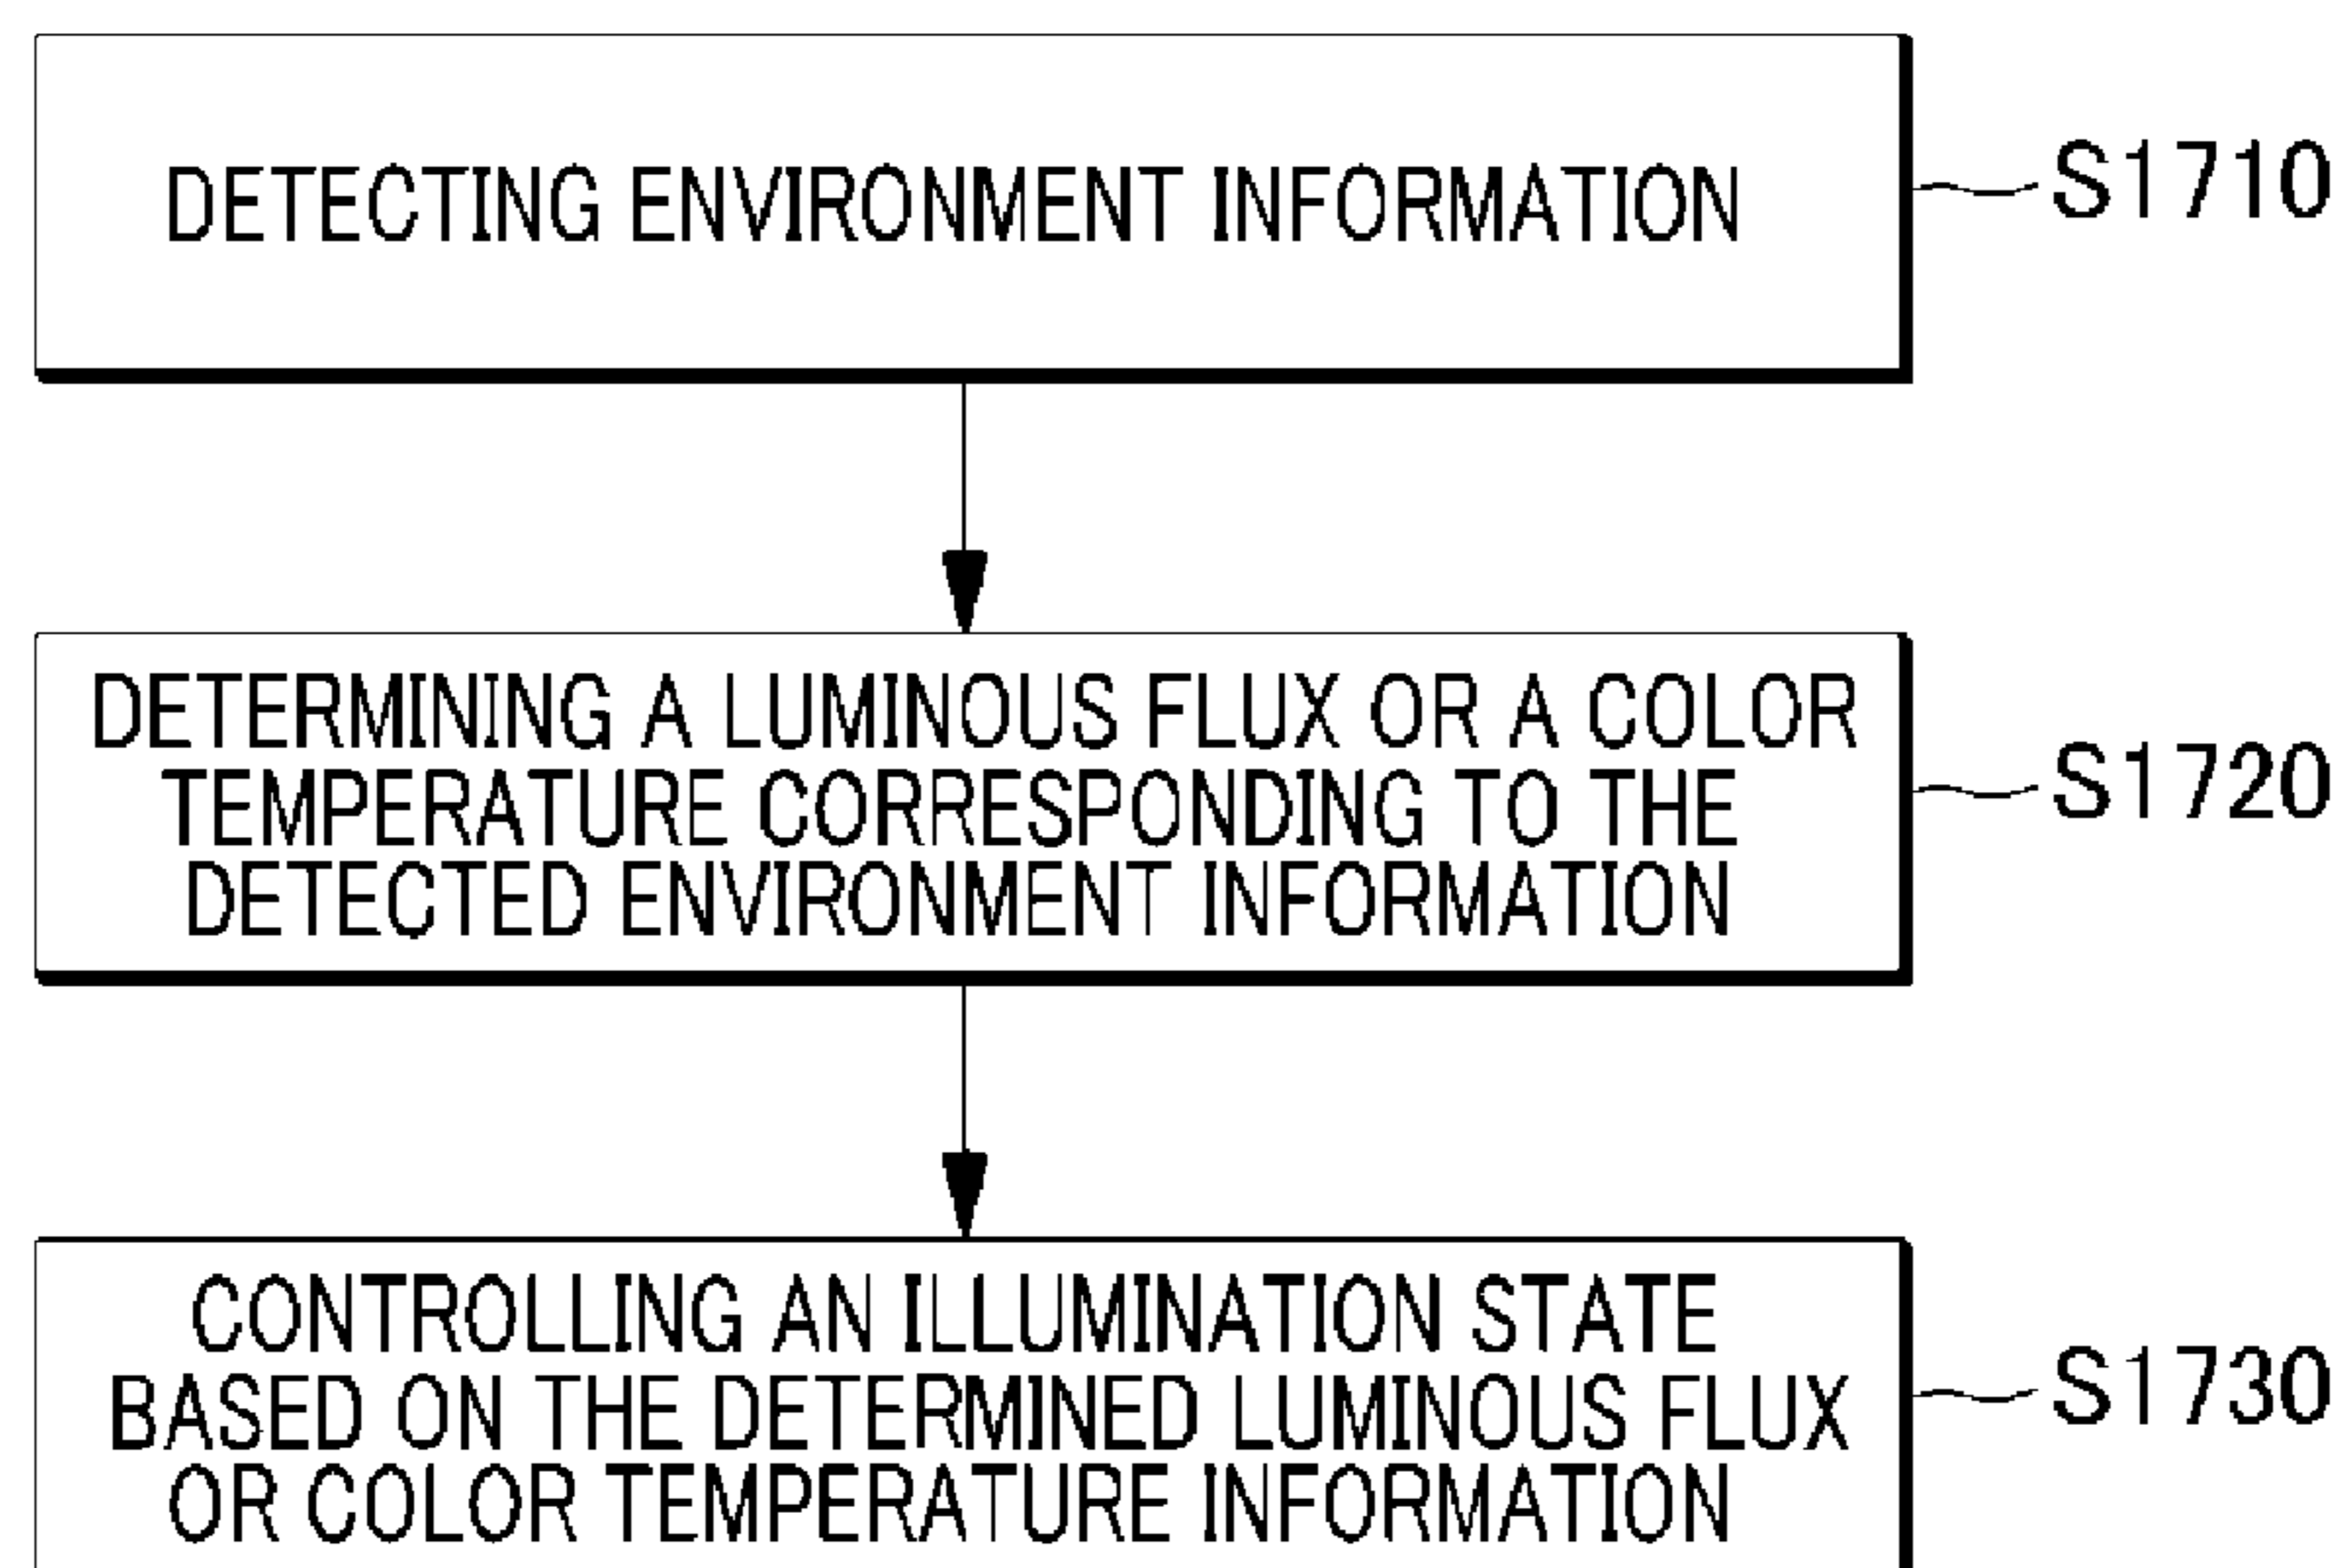 DETECTING ENVIRONMENT INFORMATION
S1710
DETERMINING A LUMINOUS FLUX OR A COLOR
TEMPERATURE CORRESPONDING TO THE
DETECTED ENVIRONMENT INFORMATION
S1720
CONTROLLING AN ILLUMINATION STATE
BASED ON THE DETERMINED LUMINOUS FLUX
OR COLOR TEMPERATURE INFORMATION
S1730